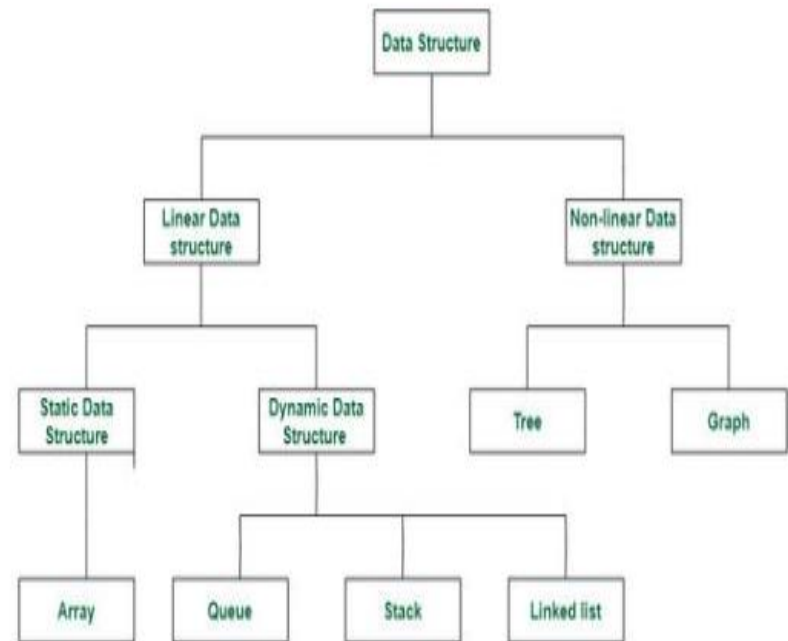 Data Structure
Linear Data
structure
Non-linear Data
structure
Static Data
Structure
Dynamic Data
Structure
Tree
Graph
Array
Queue
Stack
Linked list